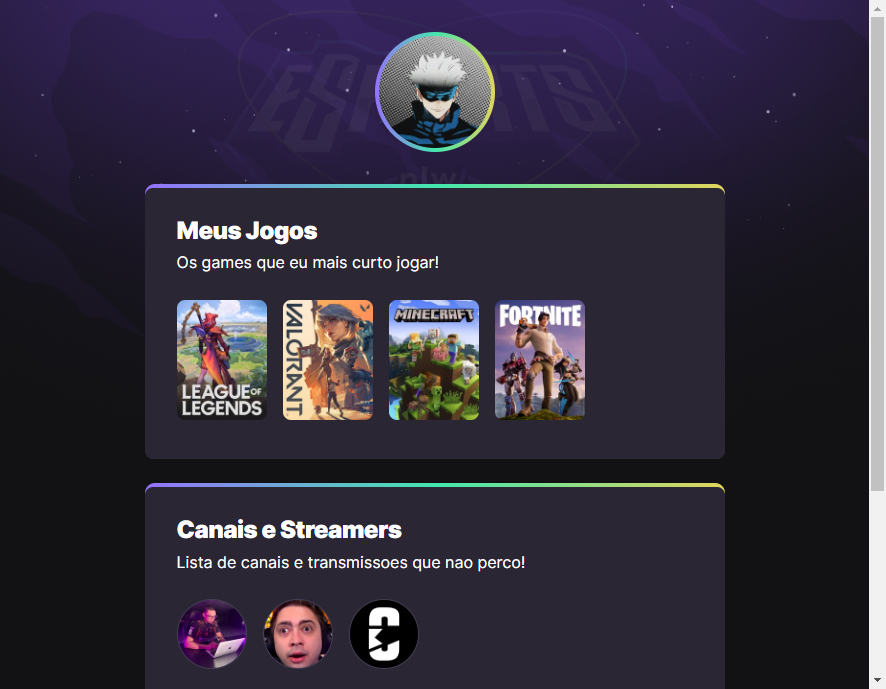 ESPORTS
nlw
Meus Jogos
Os games que eu mais curto jogar!
LEAGUE OF
LEGENDS
VALORANT
MINECRAFT
FORTNITE
Canais e Streamers
Lista de canais e transmissoes que nao perco!